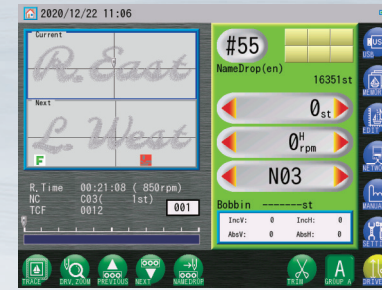 2020/12/22 11:06
Current
R. East
Next
L. West
F
R.Time 00:21:08 ( 850rpm)
NC C03( 1st)
TCF 0012 001
#55
NameDrop(en)
16351st
0st
0H rpm
N03
Bobbin -------st
IncV: 0 IncH: 0
AbsV: 0 AbsH: 0
TRACE
DRV.ZOOM
PREVIOUS
NEXT
NAMEDROP
TRIM
A
GROUP A
USB
MEMORY
EDIT
NETWORK
MANUAL
SETTI
DRIVE